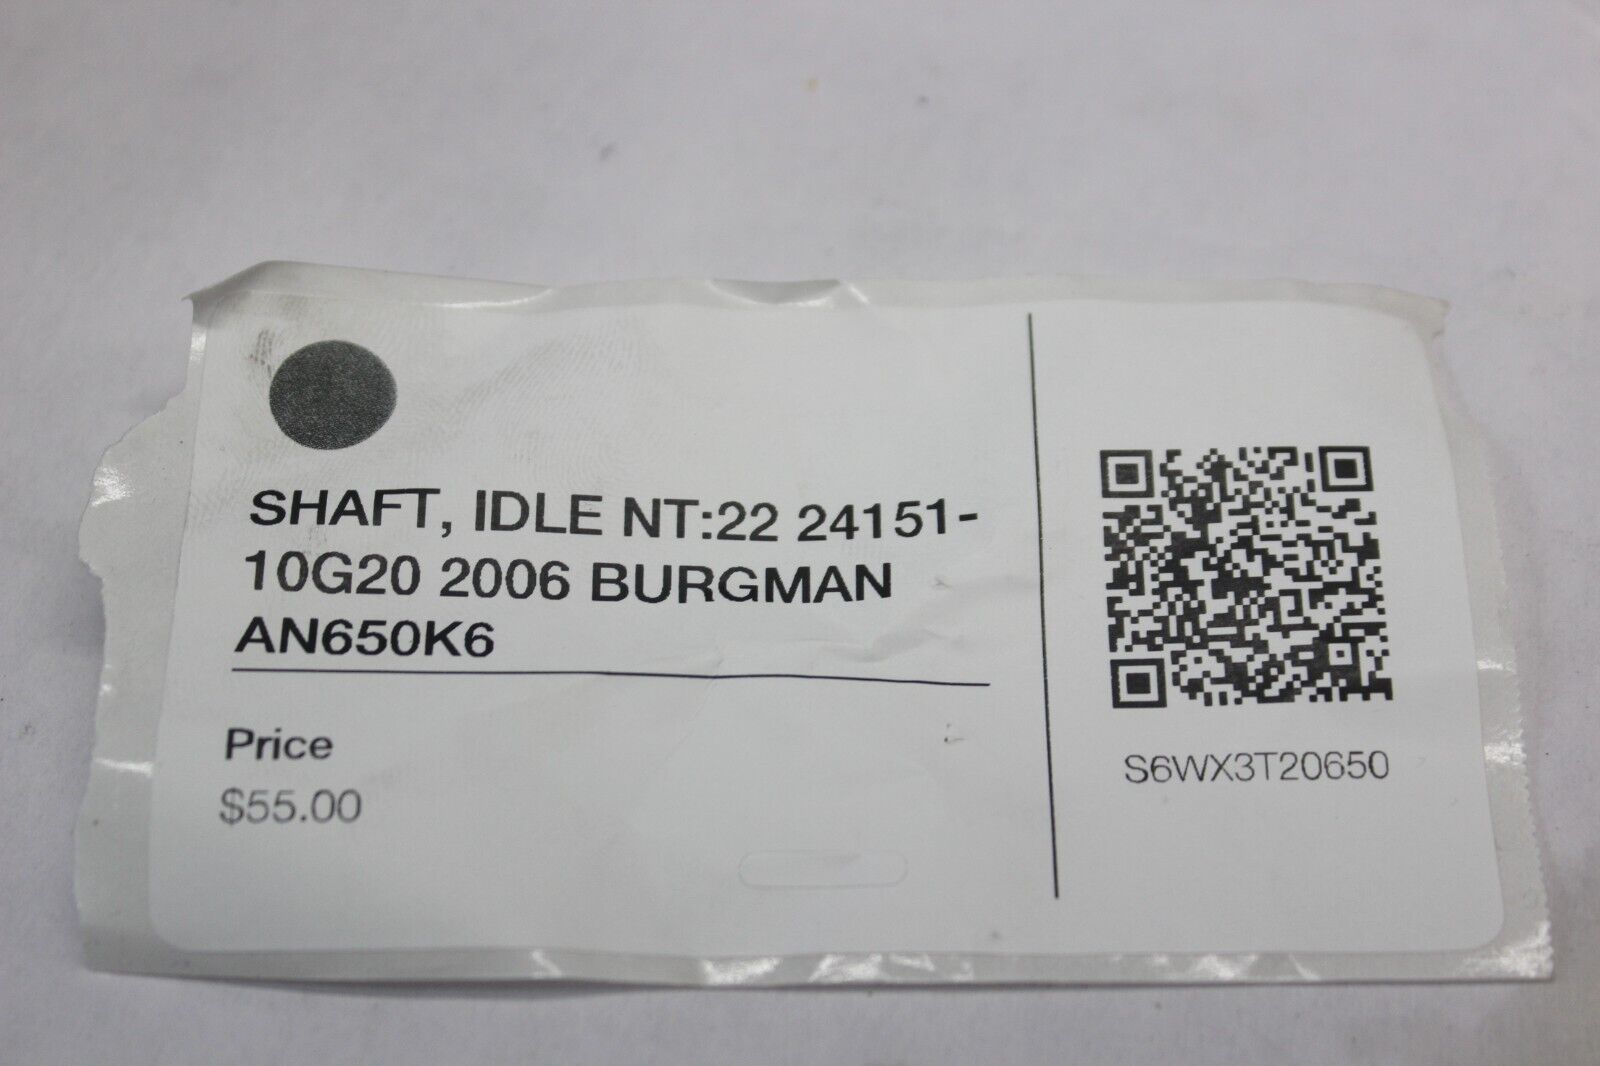 SHAFT, IDLE NT:22 24151-
10G20 2006 BURGMAN
AN650K6
Price
$55.00
S6WX3T20650